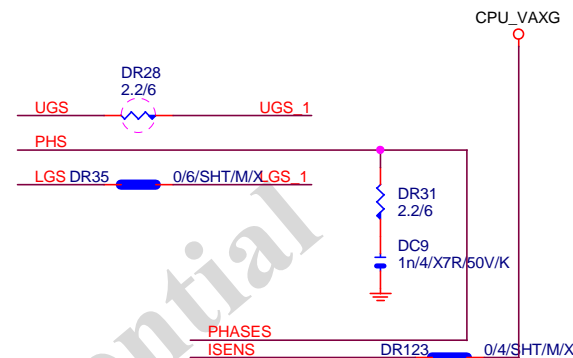 CPU_VAXG
DR28
2.2/6
UGS
UGS_1
PHS
LGS
DR35
0/6/SHT/M/X
LGS_1
DR31
2.2/6
DC9
1n/4/X7R/50V/K
ential
PHASES
ISENS
DR123
0/4/SHT/M/X